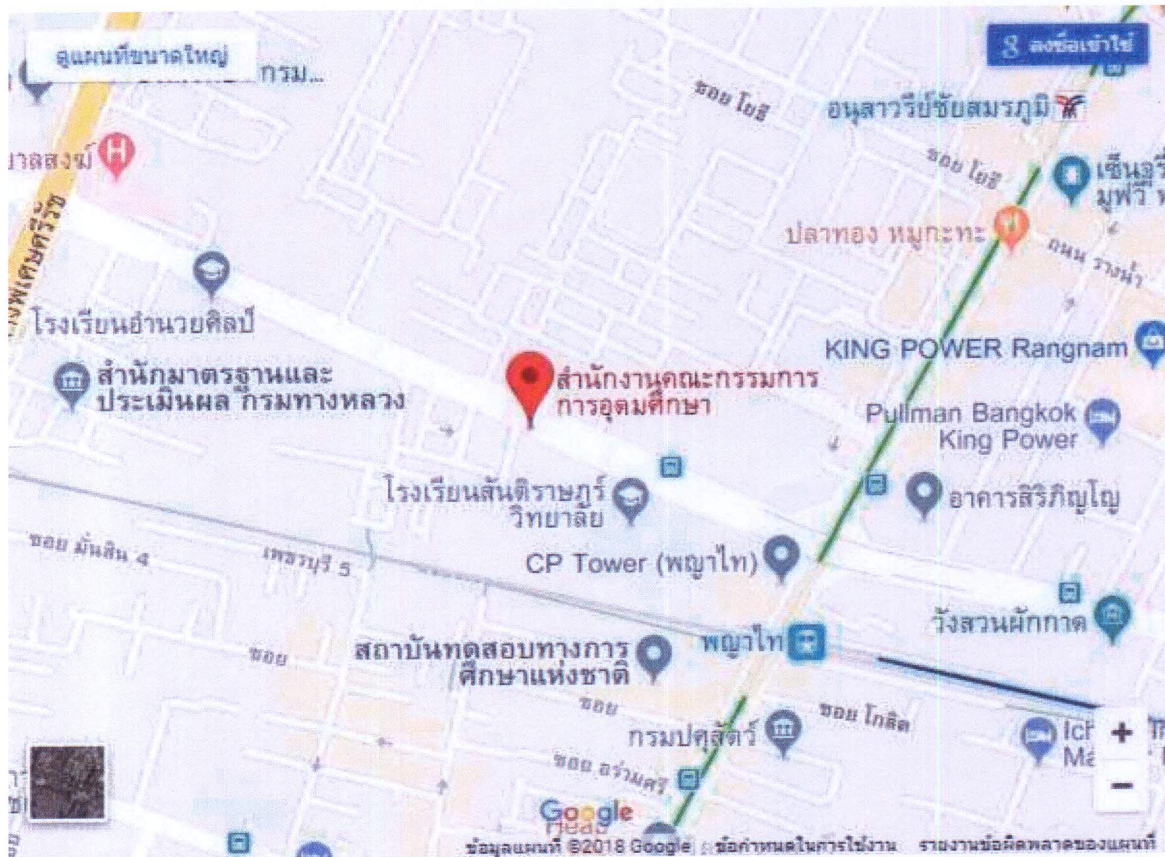 ดูแผนที่ขนาดใหญ่
ลงชื่อเข้าใช้
กรม...
ซอย โยธี
อนุสาวรีย์ชัยสมรภูมิ
าลสงฆ์
ซอย โยธี
เซ็นจูรี่
มูฟวี่
ปลาทอง หมูกะทะ
ถนน รางน้ำ
โรงเรียนอำนวยศิลป์
KING POWER Rangnam
สำนักมาตรฐานและ
ประเมินผล กรมทางหลวง
สำนักงานคณะกรรมการ
การอุดมศึกษา
Pullman Bangkok
King Power
โรงเรียนสันติราษฎร์
วิทยาลัย
อาคารสิริภิญโญ
ซอย มั่นสิน 4
เพชรบุรี 5
CP Tower (พญาไท)
วังสวนผักกาด
สถาบันทดสอบทางการ
ศึกษาแห่งชาติ
พญาไท
ซอย
ซอย
ซอย โกสิต
กรมปศุสัตว์
ซอย อร่ามศรี
+
−
Google
ข้อมูลแผนที่ ©2018 Google
ข้อกำหนดในการใช้งาน
รายงานข้อผิดพลาดของแผนที่